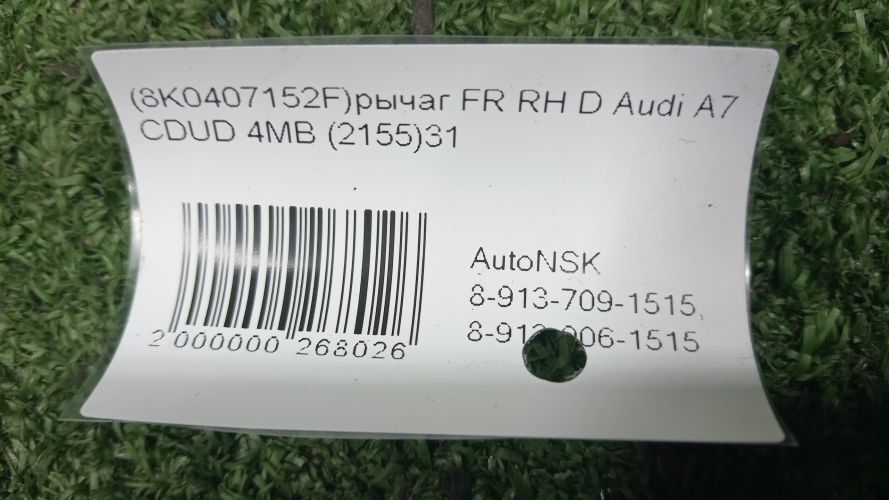 (8K0407152F)рычаг FR RH D Audi A7
CDUD 4MB (2155)31
2 000000 268026
AutoNSK
8-913-709-1515,